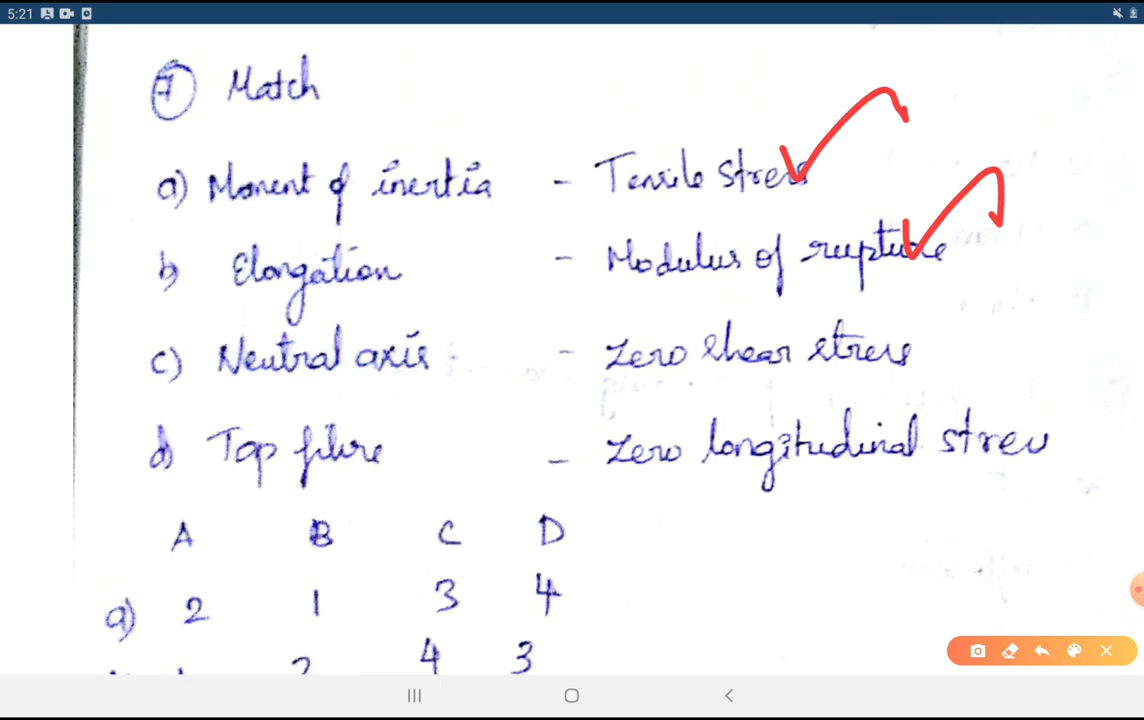 5:21
7 Match
a) Moment of inertia - Tensile stress
b) Elongation - Modulus of rupture
c) Neutral axis - Zero shear stress
d) Top fibre - Zero longitudinal stress
A B C D
a) 2 1 3 4
4 3